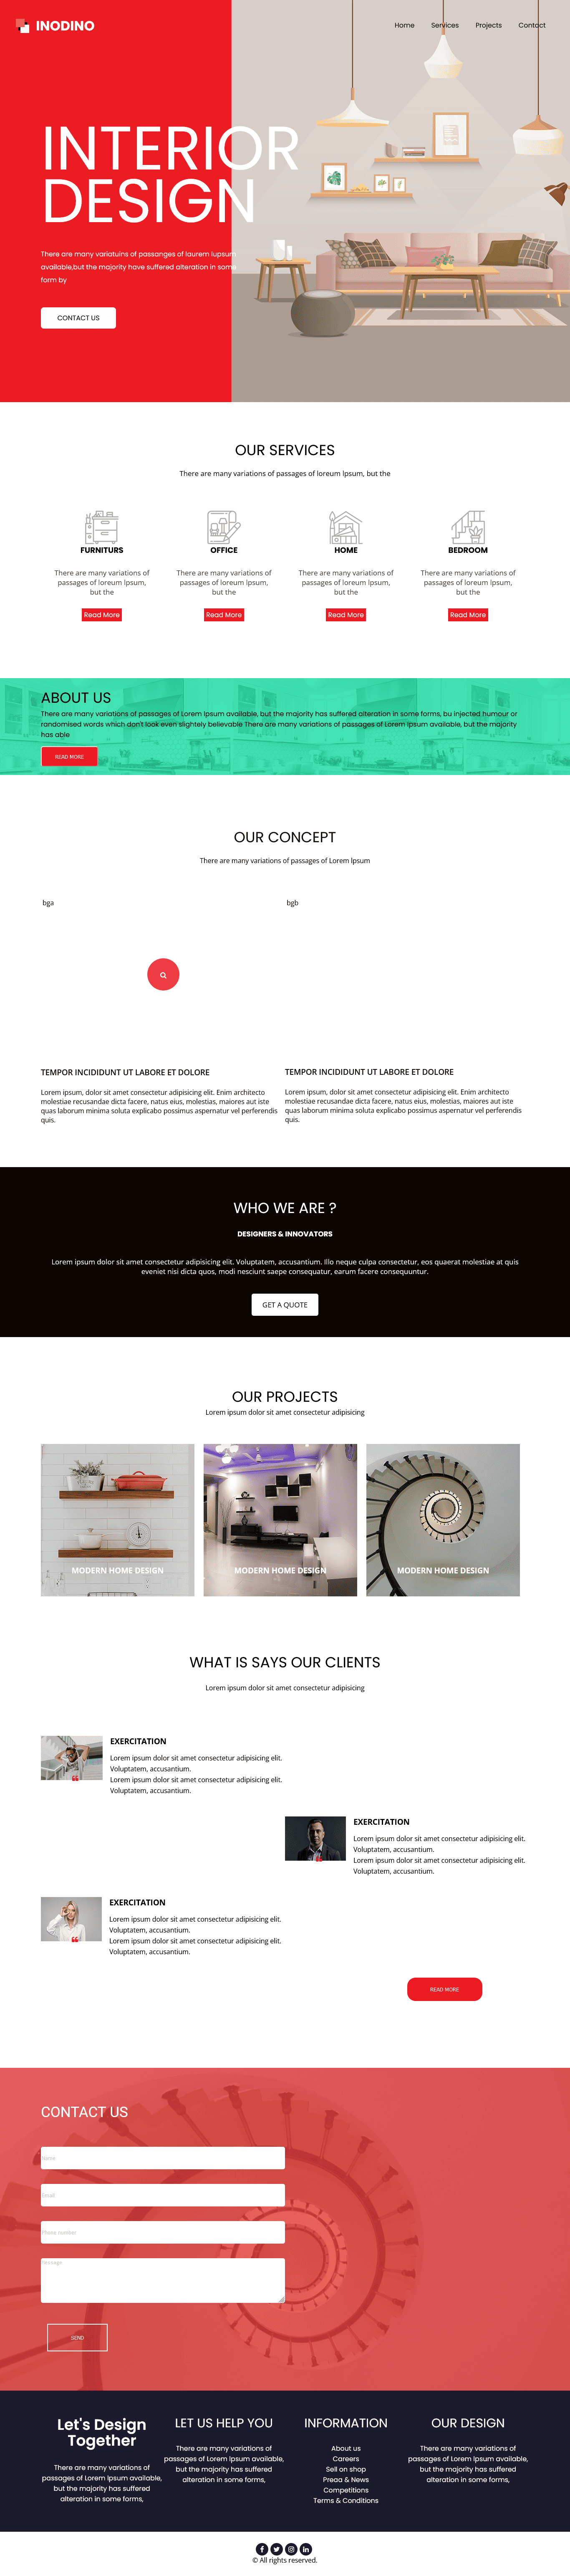 INODINO
Home Services Projects Contact
INTERIOR
DESIGN
There are many variatuins of passanges of laurem lupsum
available,but the majority have suffered alteration in some
form by
CONTACT US
OUR SERVICES
There are many variations of passages of loreum lpsum, but the
FURNITURS
There are many variations of
passages of loreum lpsum,
but the
Read More
OFFICE
There are many variations of
passages of loreum lpsum,
but the
Read More
HOME
There are many variations of
passages of loreum lpsum,
but the
Read More
BEDROOM
There are many variations of
passages of loreum lpsum,
but the
Read More
ABOUT US
There are many variations of passages of Lorem Ipsum available, but the majority has suffered alteration in some forms, bu injected humour or
randomised words which don't look even slightly believable There are many variations of passages of Lorem Ipsum available, but the majority
has able
READ MORE
OUR CONCEPT
There are many variations of passages of Lorem Ipsum
bga
bgb
TEMPOR INCIDIDUNT UT LABORE ET DOLORE
Lorem ipsum, dolor sit amet consectetur adipisicing elit. Enim architecto
molestiae recusandae dicta facere, natus eius, molestias, maiores aut iste
quas laborum minima soluta explicabo possimus aspernatur vel perferendis
quis.
TEMPOR INCIDIDUNT UT LABORE ET DOLORE
Lorem ipsum, dolor sit amet consectetur adipisicing elit. Enim architecto
molestiae recusandae dicta facere, natus eius, molestias, maiores aut iste
quas laborum minima soluta explicabo possimus aspernatur vel perferendis
quis.
WHO WE ARE ?
DESIGNERS & INNOVATORS
Lorem ipsum dolor sit amet consectetur adipisicing elit. Voluptatem, accusantium. Illo neque culpa consectetur, eos quaerat molestiae at quis
eveniet nisi dicta quos, modi nesciunt saepe consequatur, earum facere consequuntur.
GET A QUOTE
OUR PROJECTS
Lorem ipsum dolor sit amet consectetur adipisicing
MODERN HOME DESIGN
MODERN HOME DESIGN
MODERN HOME DESIGN
WHAT IS SAYS OUR CLIENTS
Lorem ipsum dolor sit amet consectetur adipisicing
EXERCITATION
Lorem ipsum dolor sit amet consectetur adipisicing elit.
Voluptatem, accusantium.
Lorem ipsum dolor sit amet consectetur adipisicing elit.
Voluptatem, accusantium.
EXERCITATION
Lorem ipsum dolor sit amet consectetur adipisicing elit.
Voluptatem, accusantium.
Lorem ipsum dolor sit amet consectetur adipisicing elit.
Voluptatem, accusantium.
EXERCITATION
Lorem ipsum dolor sit amet consectetur adipisicing elit.
Voluptatem, accusantium.
Lorem ipsum dolor sit amet consectetur adipisicing elit.
Voluptatem, accusantium.
READ MORE
CONTACT US
Name
Email
Phone number
Message
SEND
Let's Design
Together
There are many variations of
passages of Lorem Ipsum available,
but the majority has suffered
alteration in some forms,
LET US HELP YOU
There are many variations of
passages of Lorem Ipsum available,
but the majority has suffered
alteration in some forms,
INFORMATION
About us
Careers
Sell on shop
Preaa & News
Competitions
Terms & Conditions
OUR DESIGN
There are many variations of
passages of Lorem Ipsum available,
but the majority has suffered
alteration in some forms,
© All rights reserved.